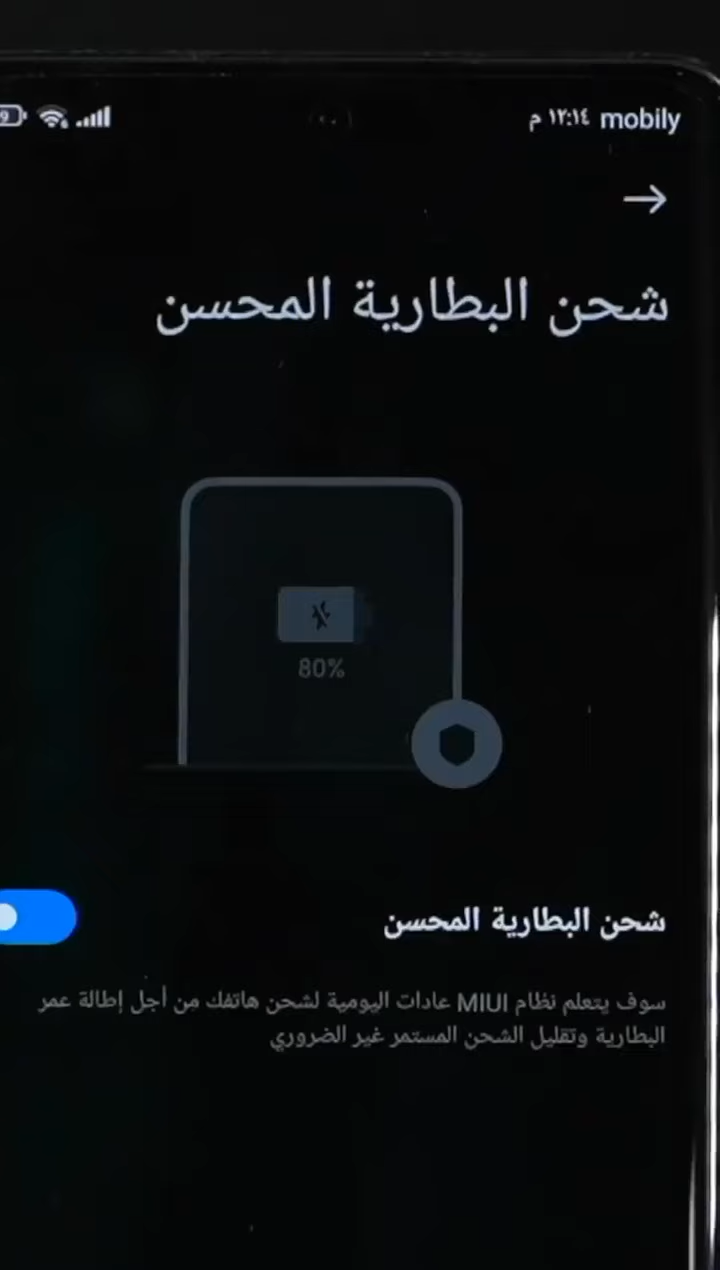 mobily ١٢:١٤ م
شحن البطارية المحسن
80%
شحن البطارية المحسن
سوف يتعلم نظام MIUI عادات اليومية لشحن هاتفك من أجل إطالة عمر
البطارية وتقليل الشحن المستمر غير الضروري